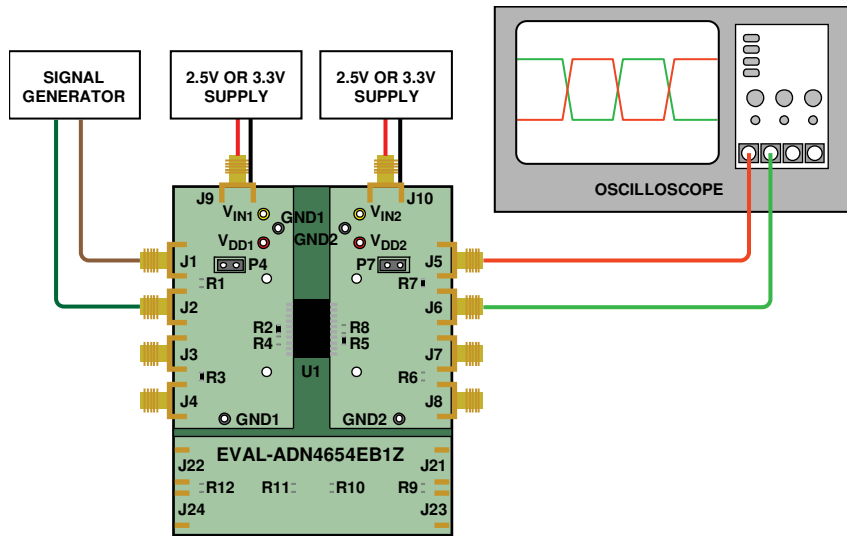 SIGNAL
GENERATOR
2.5V OR 3.3V
SUPPLY
2.5V OR 3.3V
SUPPLY
OSCILLOSCOPE
J9
J10
VIN1
GND1
VIN2
VDD1
GND2
VDD2
J1
P4
P7
J5
R1
R7
J2
J6
R2
R8
R4
R5
J3
J7
U1
R3
R6
J4
J8
GND1
GND2
EVAL-ADN4654EB1Z
J22
J21
R12
R11
R10
R9
J24
J23